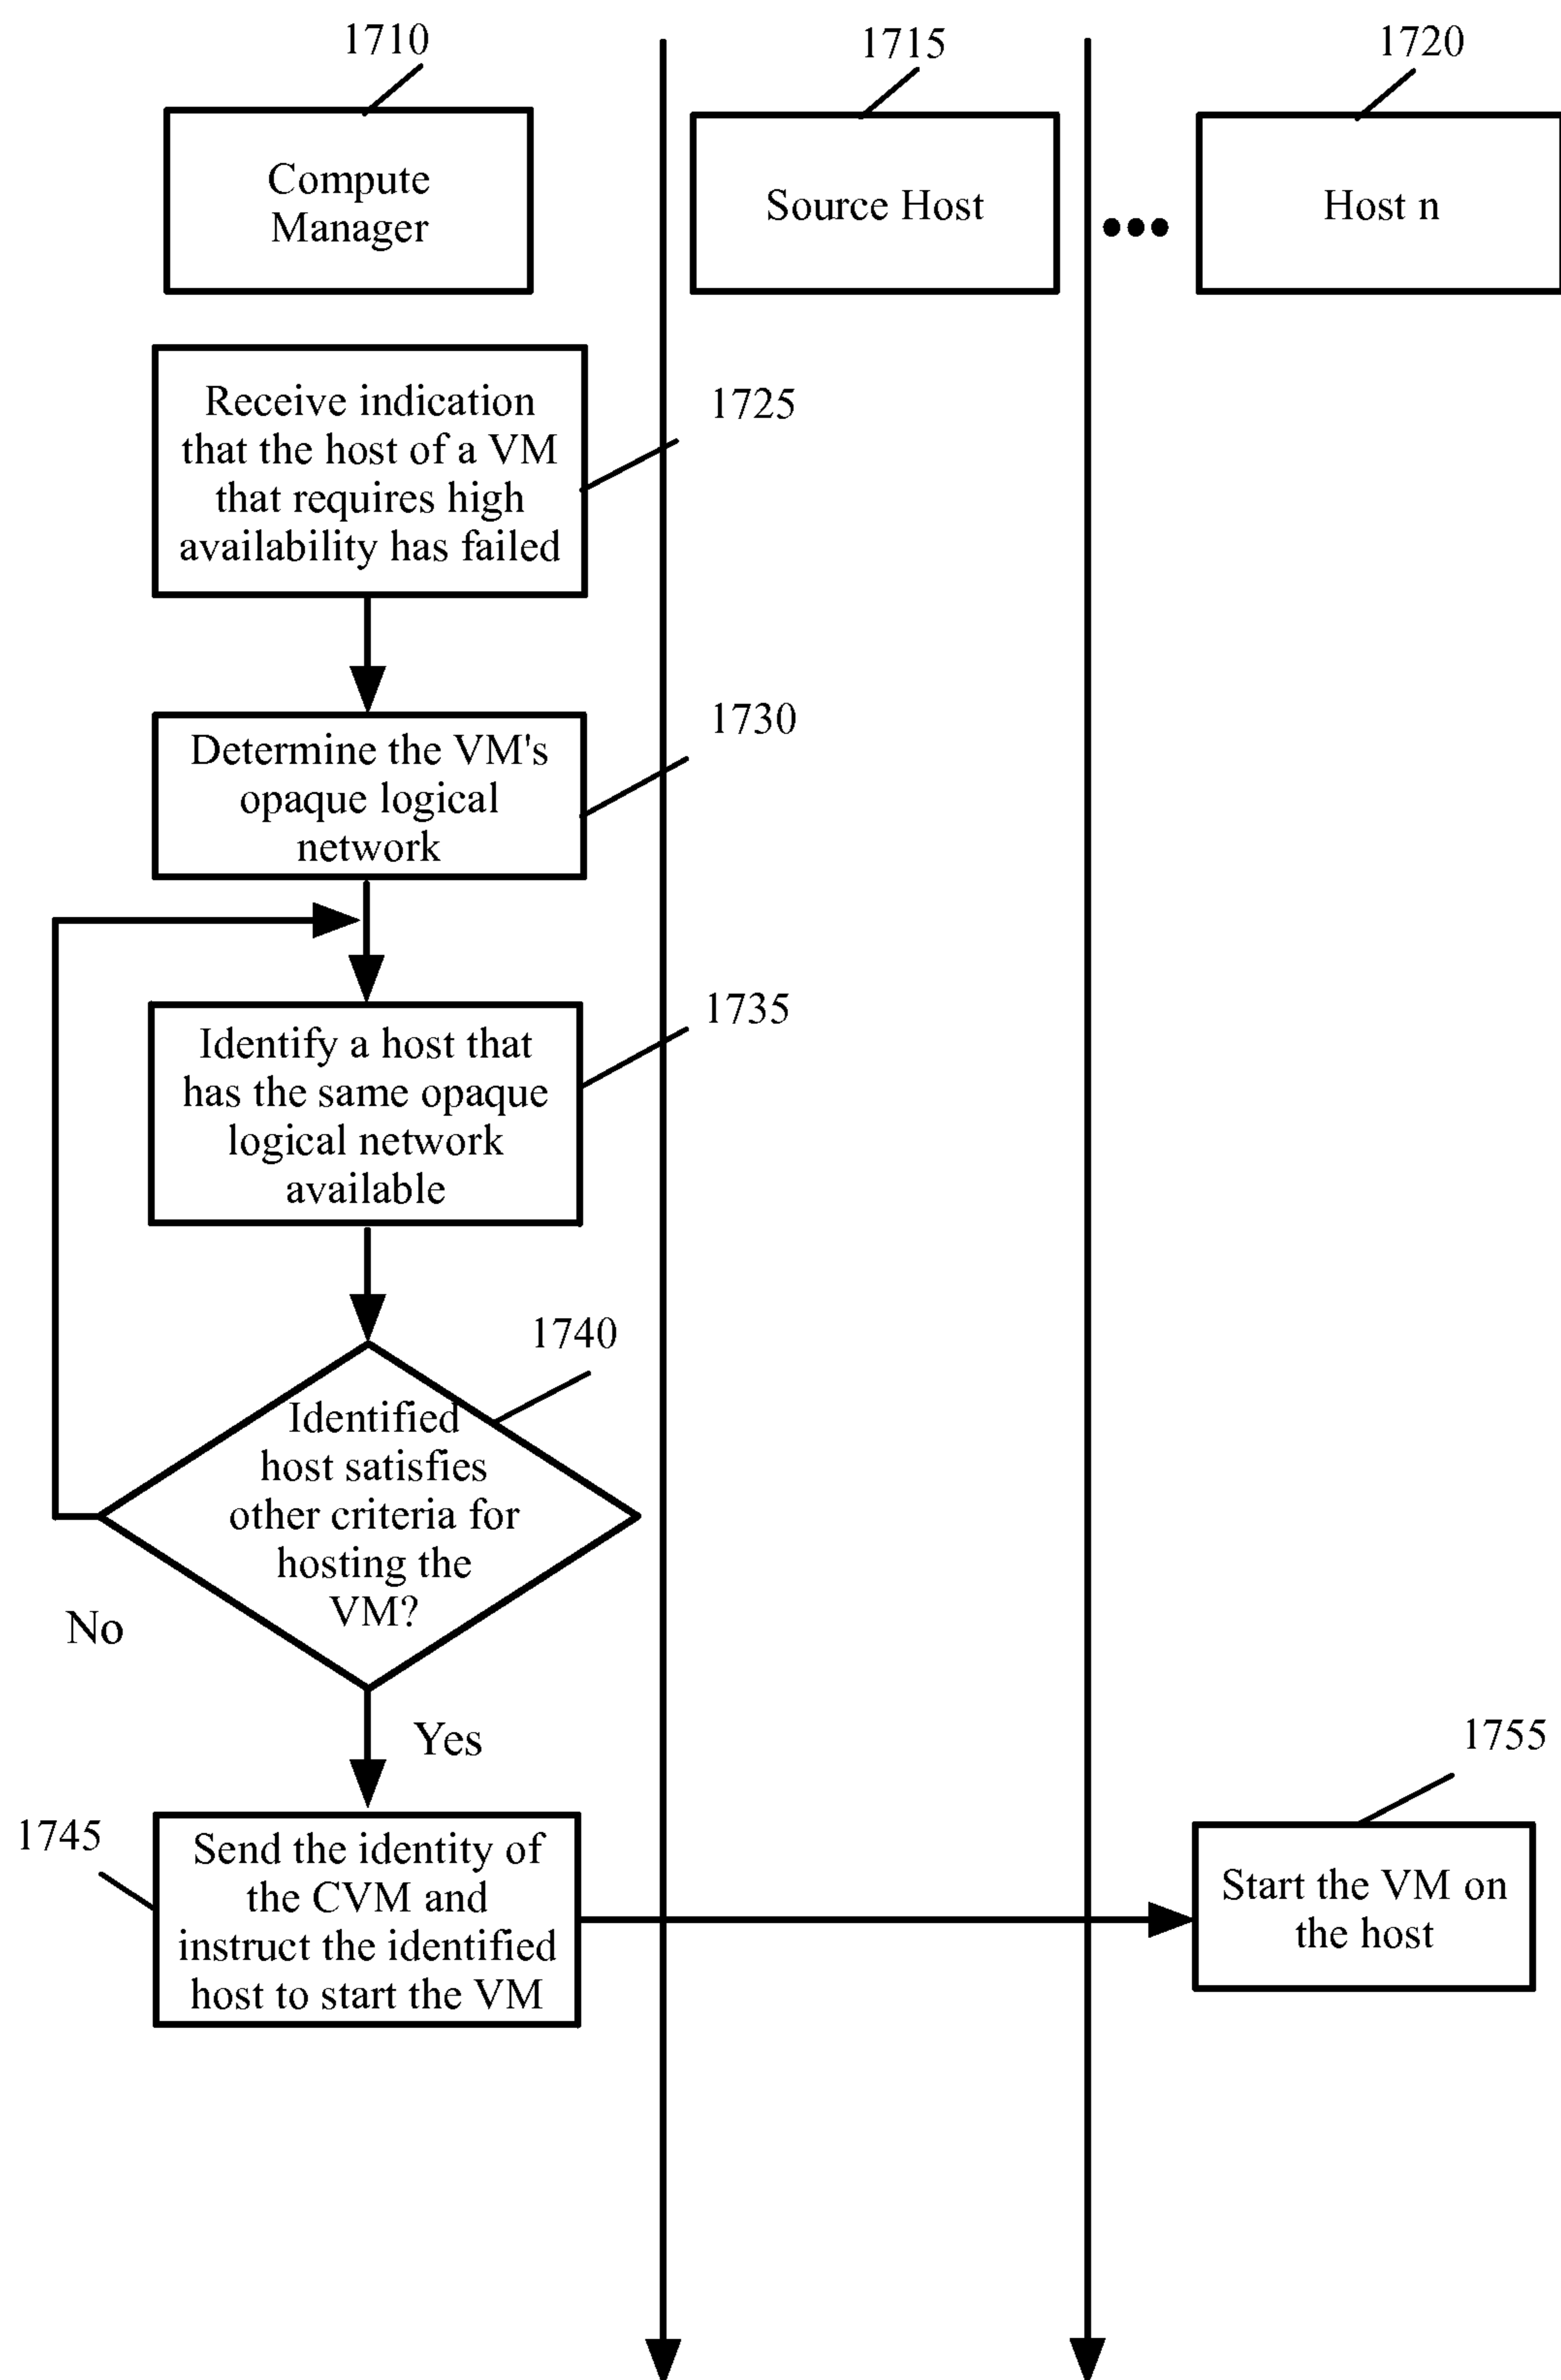 1710
1715
1720
Compute
Manager
Source Host
Host n
Receive indication
that the host of a VM
that requires high
availability has failed
1725
Determine the VM's
opaque logical
network
1730
Identify a host that
has the same opaque
logical network
available
1735
1740
Identified
host satisfies
other criteria for
hosting the
VM?
No
Yes
1745
Send the identity of
the CVM and
instruct the identified
host to start the VM
1755
Start the VM on
the host